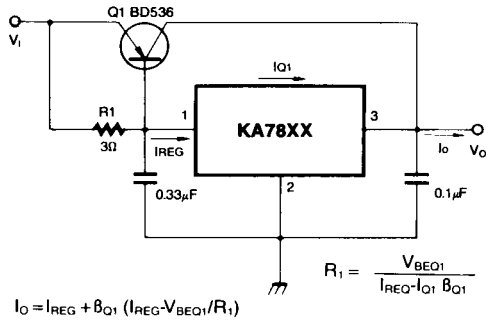 Q1 BD536
VI
IQ1
R1
3Ω
1
IREG
KA78XX
3
IO
VO
2
0.33μF
0.1μF
R1 = VBEQ1 / IREQ-IQ1 βQ1
IO=IREG+βQ1 (IREG-VBEQ1/R1)